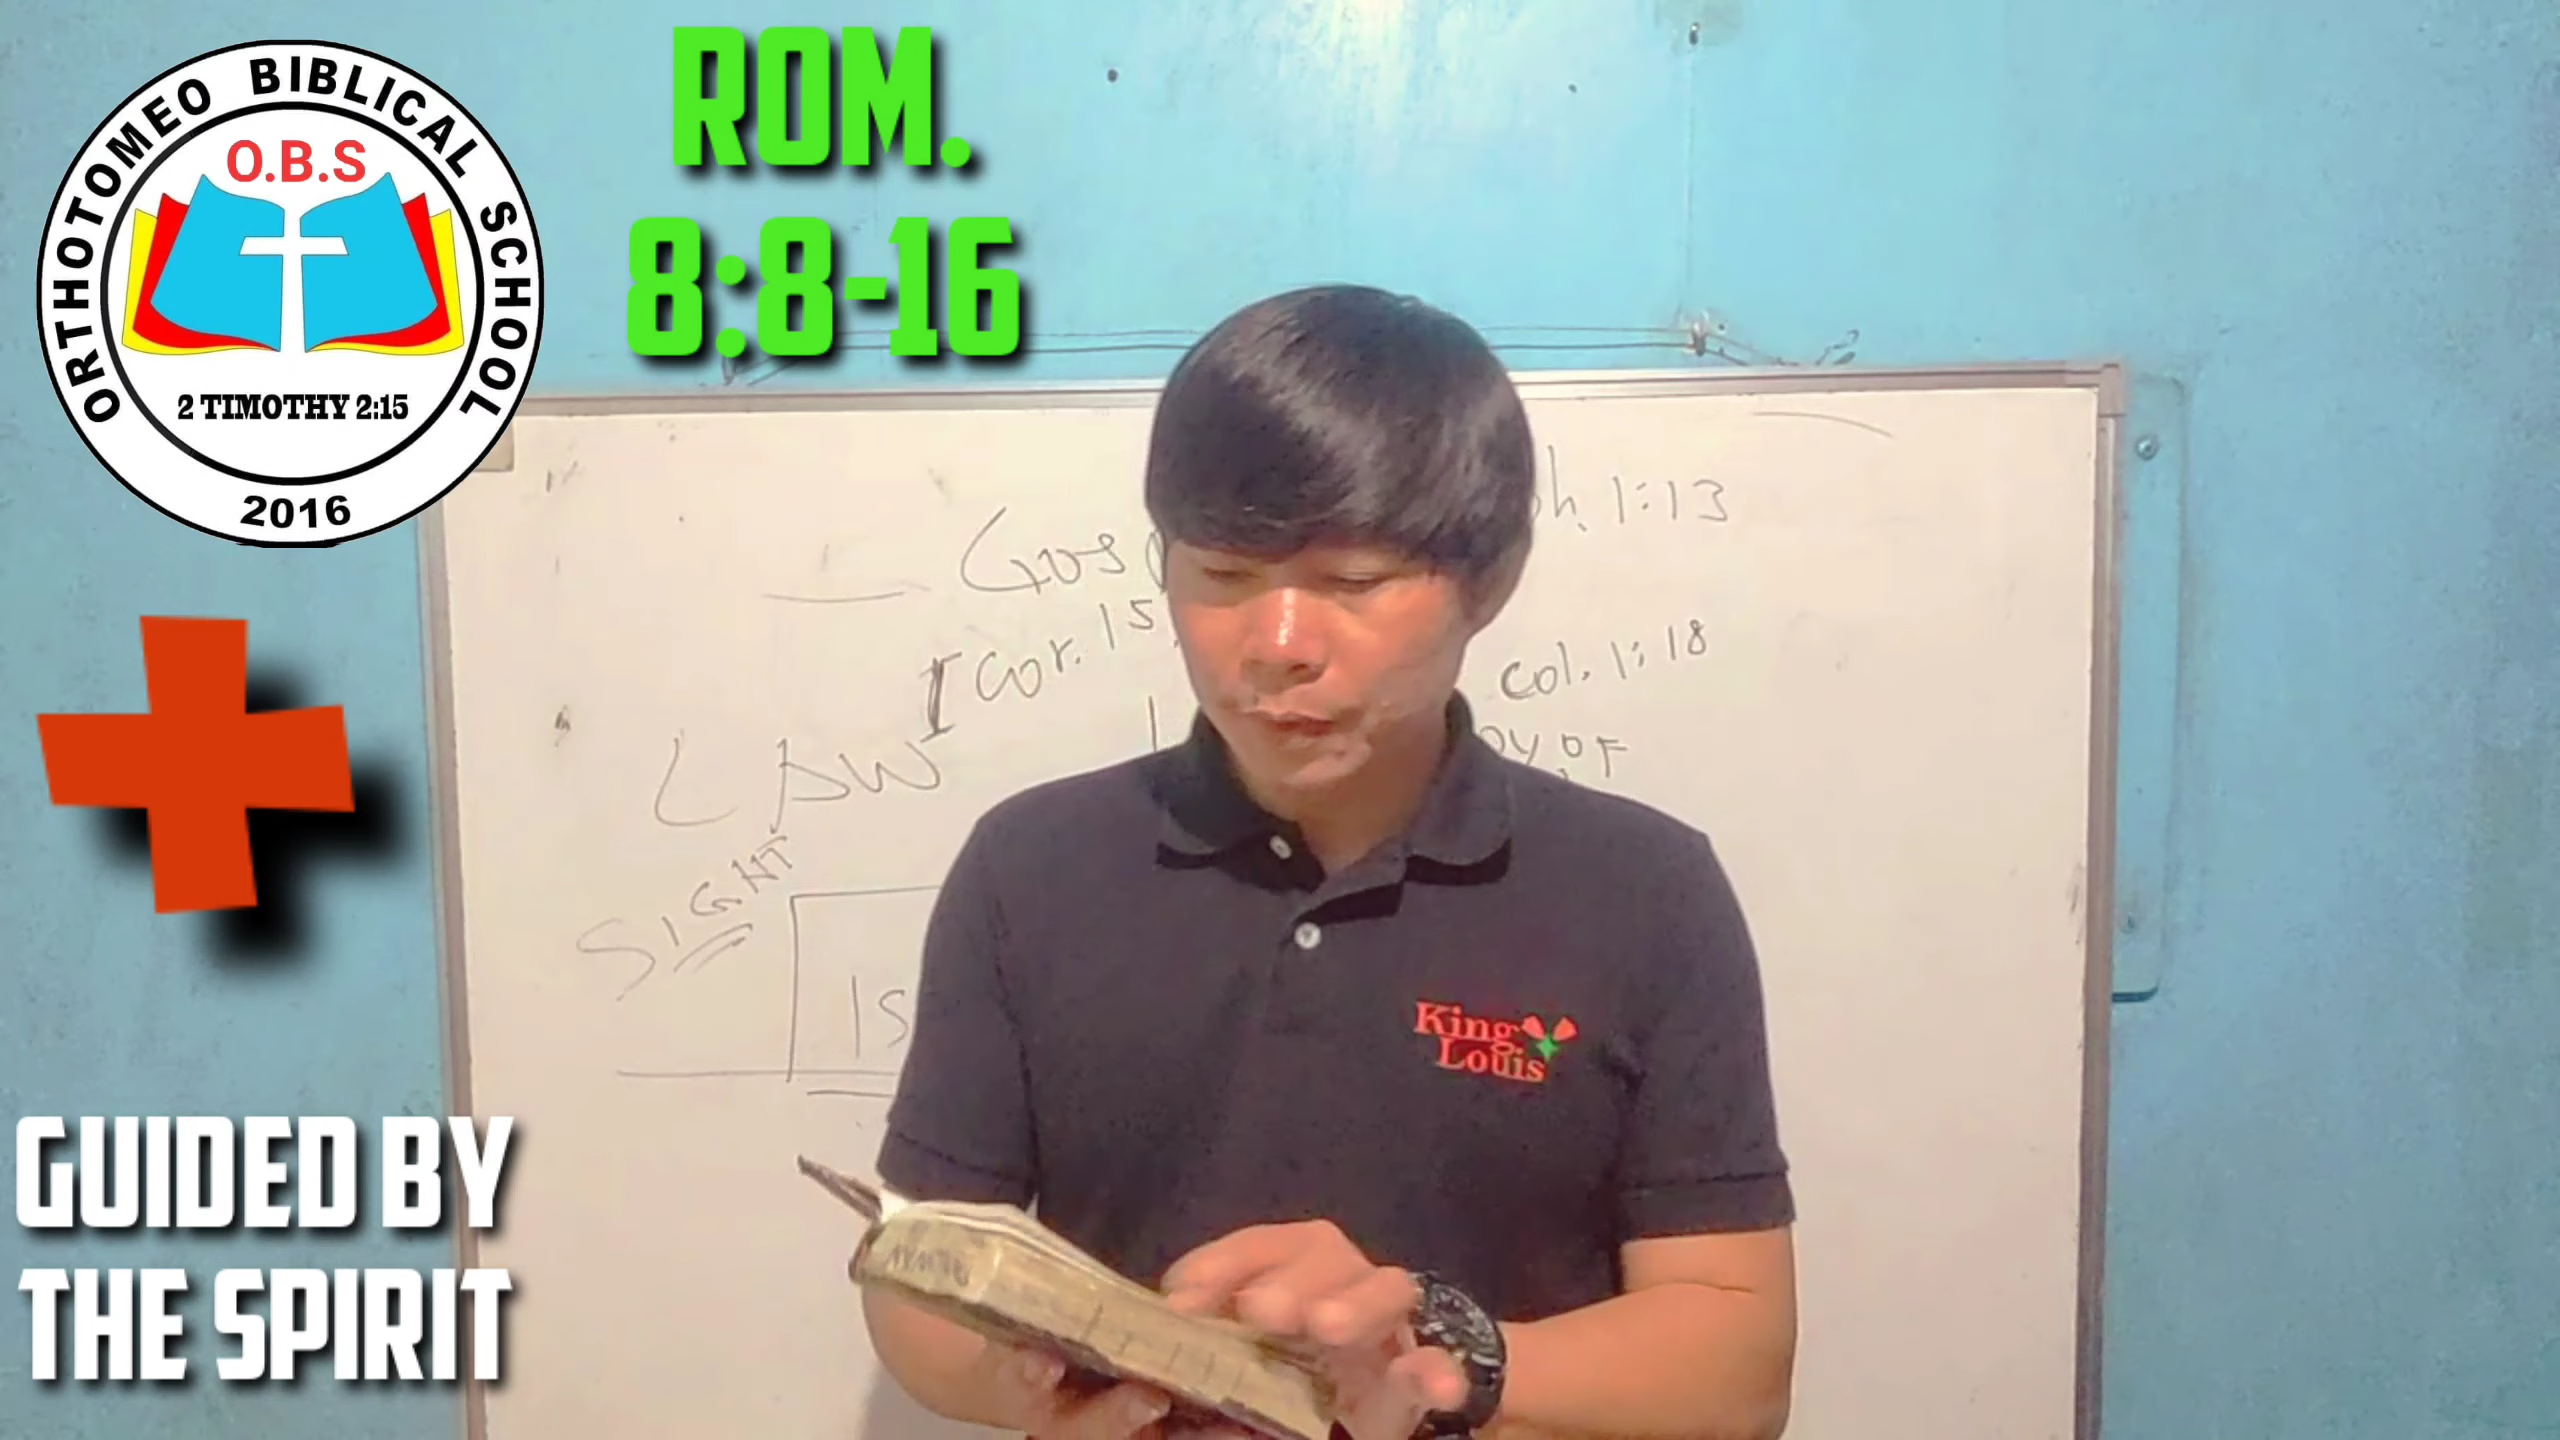 ORTHOTOMEO BIBLICAL SCHOOL
O.B.S
2 TIMOTHY 2:15
2016
ROM.
8:8-16
1:13
I Cor. 15
Col. 1:18
OF
LAW
SIGHT
King
Louis
GUIDED BY
THE SPIRIT